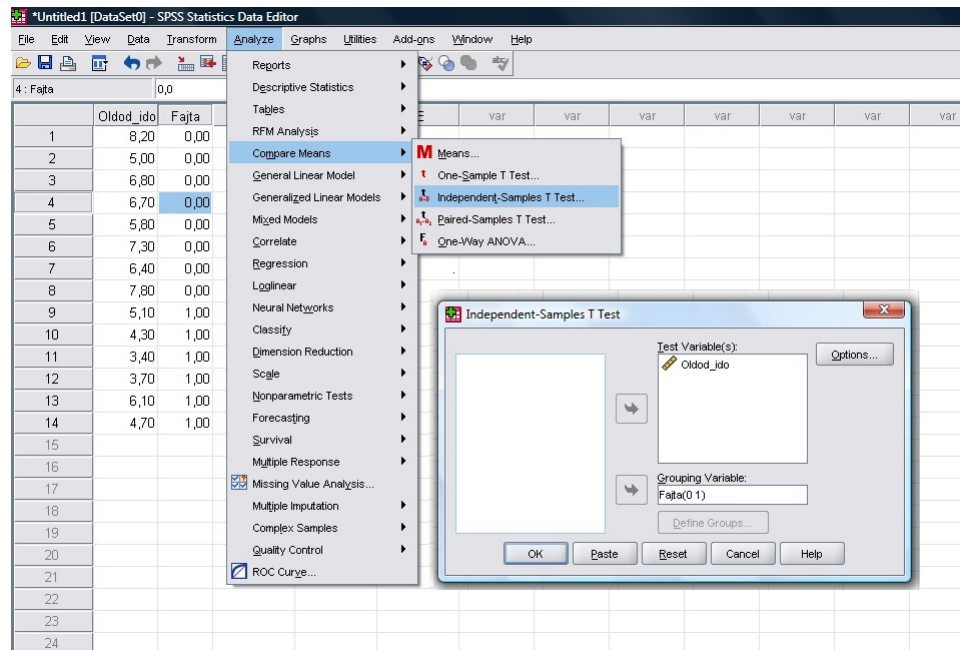 *Untitled1 [DataSet0] - SPSS Statistics Data Editor
File Edit View Data Transform Analyze Graphs Utilities Add-ons Window Help
4 : Fajta 0,0
Oldod_ido Fajta E var var var var var var var
1 8,20 0,00
2 5,00 0,00
3 6,80 0,00
4 6,70 0,00
5 5,80 0,00
6 7,30 0,00
7 6,40 0,00
8 7,80 0,00
9 5,10 1,00
10 4,30 1,00
11 3,40 1,00
12 3,70 1,00
13 6,10 1,00
14 4,70 1,00
15
16
17
18
19
20
21
22
23
24
Reports
Descriptive Statistics
Tables
RFM Analysis
Compare Means
General Linear Model
Generalized Linear Models
Mixed Models
Correlate
Regression
Loglinear
Neural Networks
Classify
Dimension Reduction
Scale
Nonparametric Tests
Forecasting
Survival
Multiple Response
Missing Value Analysis...
Multiple Imputation
Complex Samples
Quality Control
ROC Curve...
M Means...
t One-Sample T Test...
Independent-Samples T Test...
Paired-Samples T Test...
One-Way ANOVA...
Independent-Samples T Test
Test Variable(s):
Oldod_ido
Options...
Grouping Variable:
Fajta(0 1)
Define Groups...
OK Paste Reset Cancel Help